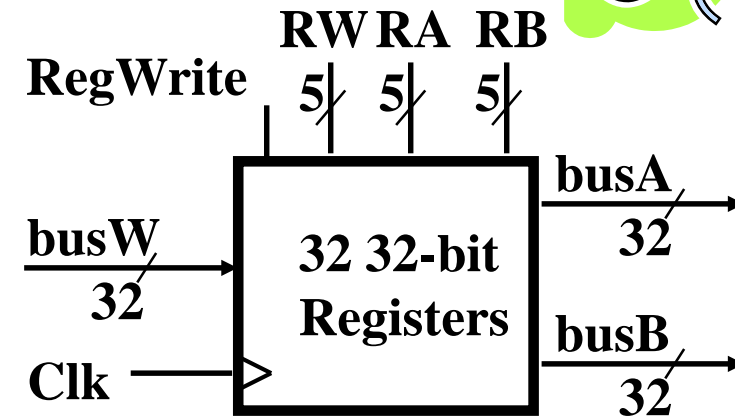 RW RA RB
RegWrite
5 5 5
busA
32
busW
32
32 32-bit
Registers
busB
32
Clk